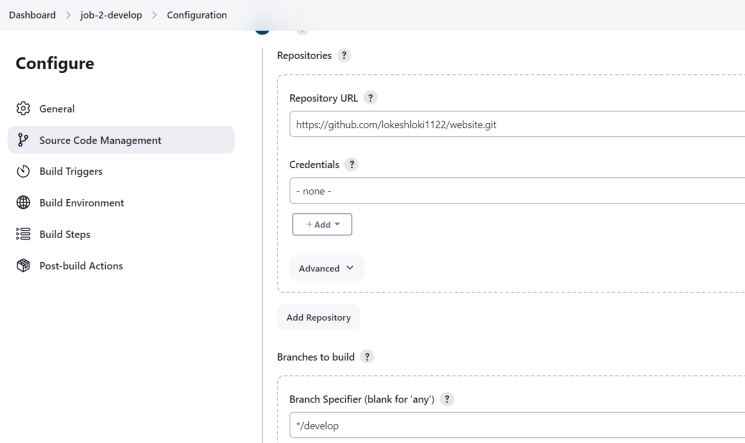 Dashboard > job-2-develop > Configuration
Configure
General
Source Code Management
Build Triggers
Build Environment
Build Steps
Post-build Actions
Repositories ?
Repository URL ?
https://github.com/lokeshloki1122/website.git
Credentials ?
- none -
+ Add
Advanced
Add Repository
Branches to build ?
Branch Specifier (blank for 'any') ?
*/develop